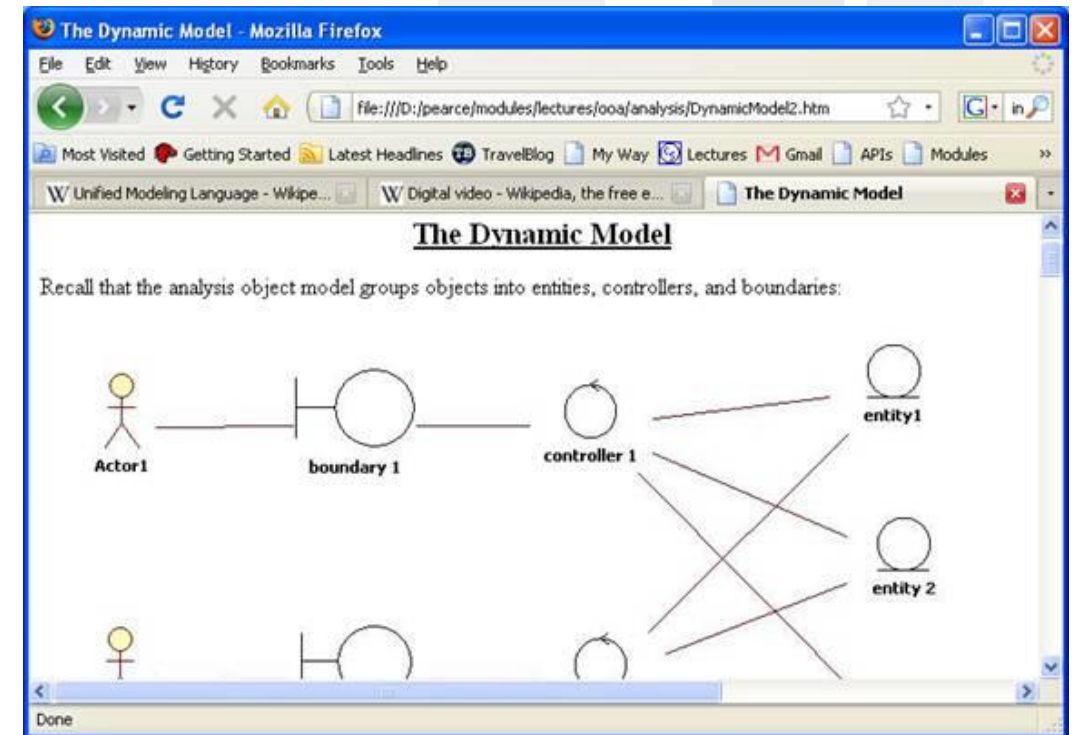 The Dynamic Model - Mozilla Firefox
File Edit View History Bookmarks Tools Help
file:///D:/pearce/modules/lectures/ooa/analysis/DynamicModel2.htm G in
Most Visited Getting Started Latest Headlines TravelBlog My Way Lectures Gmail APIs Modules »
Unified Modeling Language - Wikipe... Digital video - Wikipedia, the free e... The Dynamic Model
The Dynamic Model
Recall that the analysis object model groups objects into entities, controllers, and boundaries:
entity1
Actor1 boundary 1 controller 1
entity 2
Done